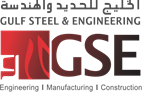 الخليج للحديد والهندسة
GULF STEEL & ENGINEERING
GSE
Engineering | Manufacturing | Construction